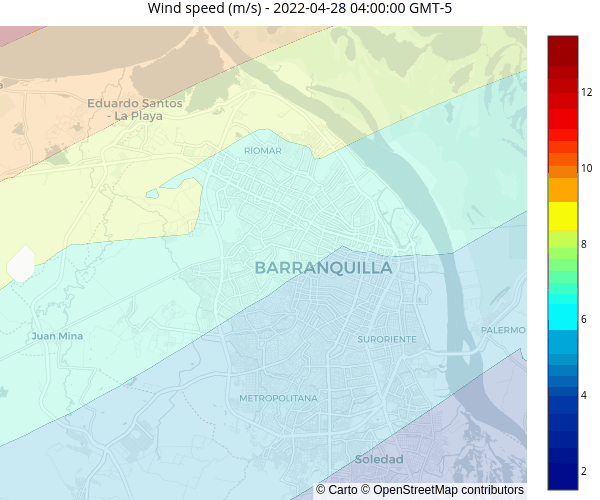 Wind speed (m/s) - 2022-04-28 04:00:00 GMT-5
Eduardo Santos
- La Playa
RIOMAR
BARRANQUILLA
Juan Mina
SURORIENTE
PALERMO
METROPOLITANA
Soledad
© Carto © OpenStreetMap contributors
12
10
8
6
4
2